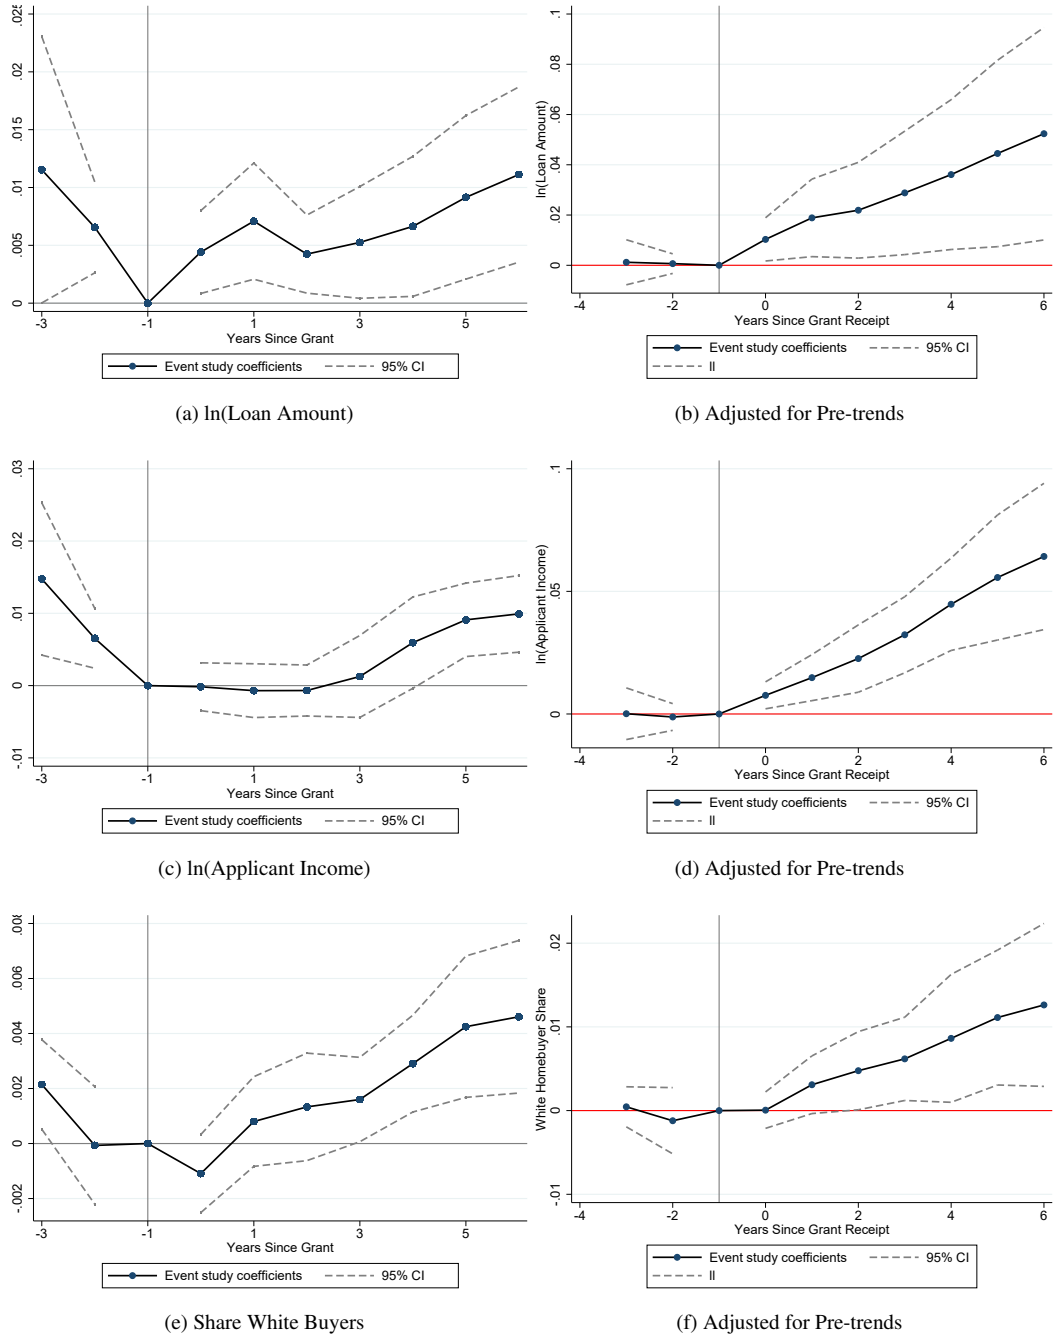 .02
.015
.01
.005
0
-3 -1 1 3 5
Years Since Grant
Event study coefficients 95% CI
(a) ln(Loan Amount)
ln(Loan Amount)
.1
.08
.06
.04
.02
0
-4 -2 0 2 4 6
Years Since Grant Receipt
Event study coefficients 95% CI
ll
(b) Adjusted for Pre-trends
.03
.02
.01
0
-.01
-3 -1 1 3 5
Years Since Grant
Event study coefficients 95% CI
(c) ln(Applicant Income)
ln(Applicant Income)
.1
.05
0
-4 -2 0 2 4 6
Years Since Grant Receipt
Event study coefficients 95% CI
ll
(d) Adjusted for Pre-trends
.006
.004
.002
0
-.002
-3 -1 1 3 5
Years Since Grant
Event study coefficients 95% CI
(e) Share White Buyers
White Homebuyer Share
.02
.01
0
-.01
-4 -2 0 2 4 6
Years Since Grant Receipt
Event study coefficients 95% CI
ll
(f) Adjusted for Pre-trends